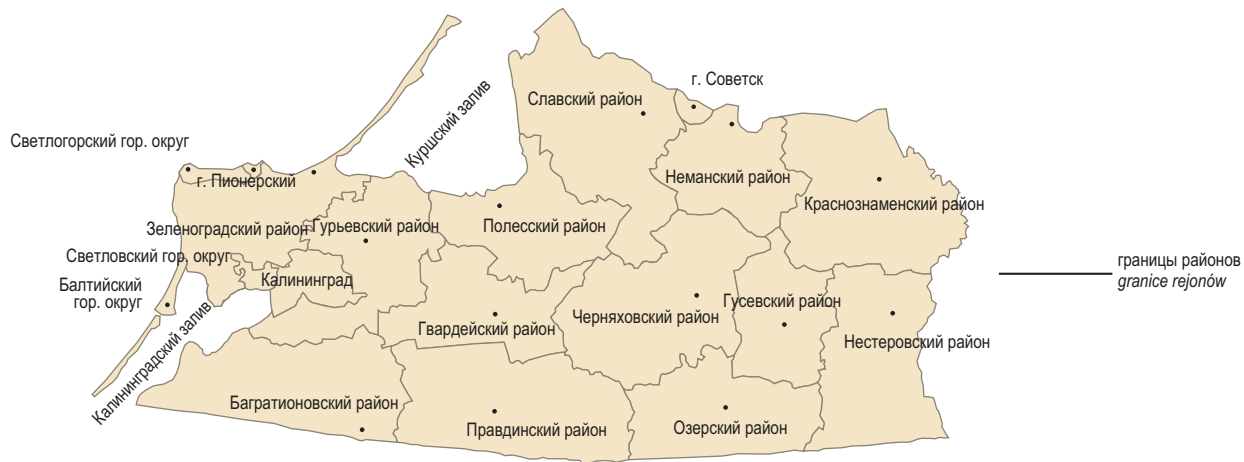 г. Советск
Славский район
Куршский залив
Светлогорский гор. округ
г. Пионерский
Неманский район
Краснознаменский район
Зеленоградский район
Гурьевский район
Полесский район
Светловский гор. округ
Калининград
Балтийский
гор. округ
границы районов
granice rejonów
Гусевский район
Черняховский район
Гвардейский район
Нестеровский район
Калининградский залив
Багратионовский район
Правдинский район
Озерский район